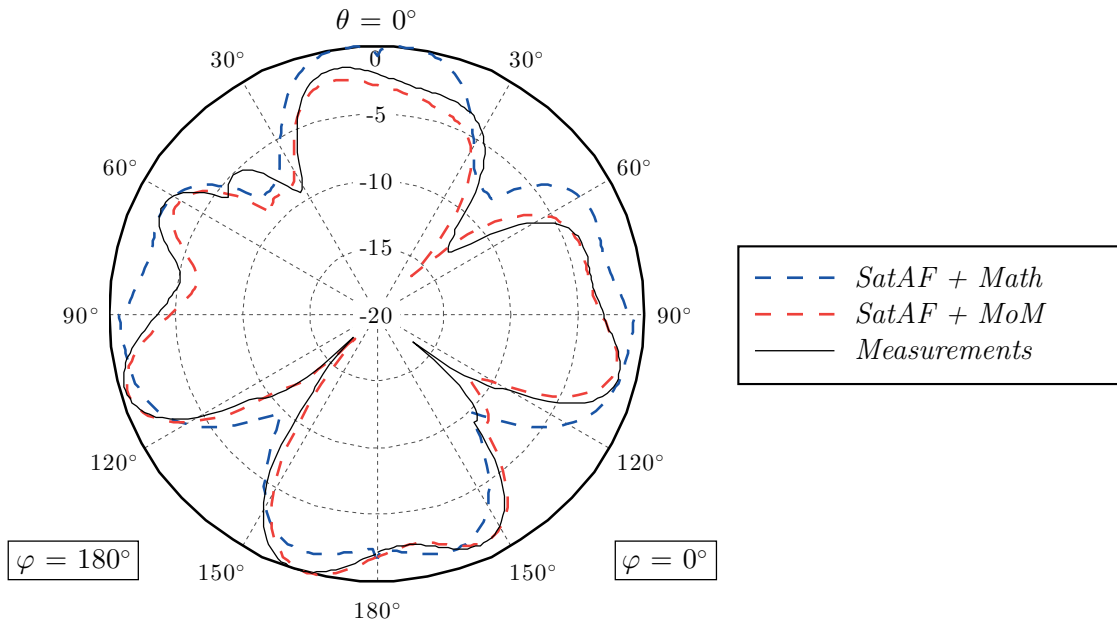 θ = 0°
30°
0
30°
-5
60°
-10
60°
-15
90°
-20
90°
120°
120°
150°
150°
180°
φ = 180°
φ = 0°
SatAF + Math
SatAF + MoM
Measurements